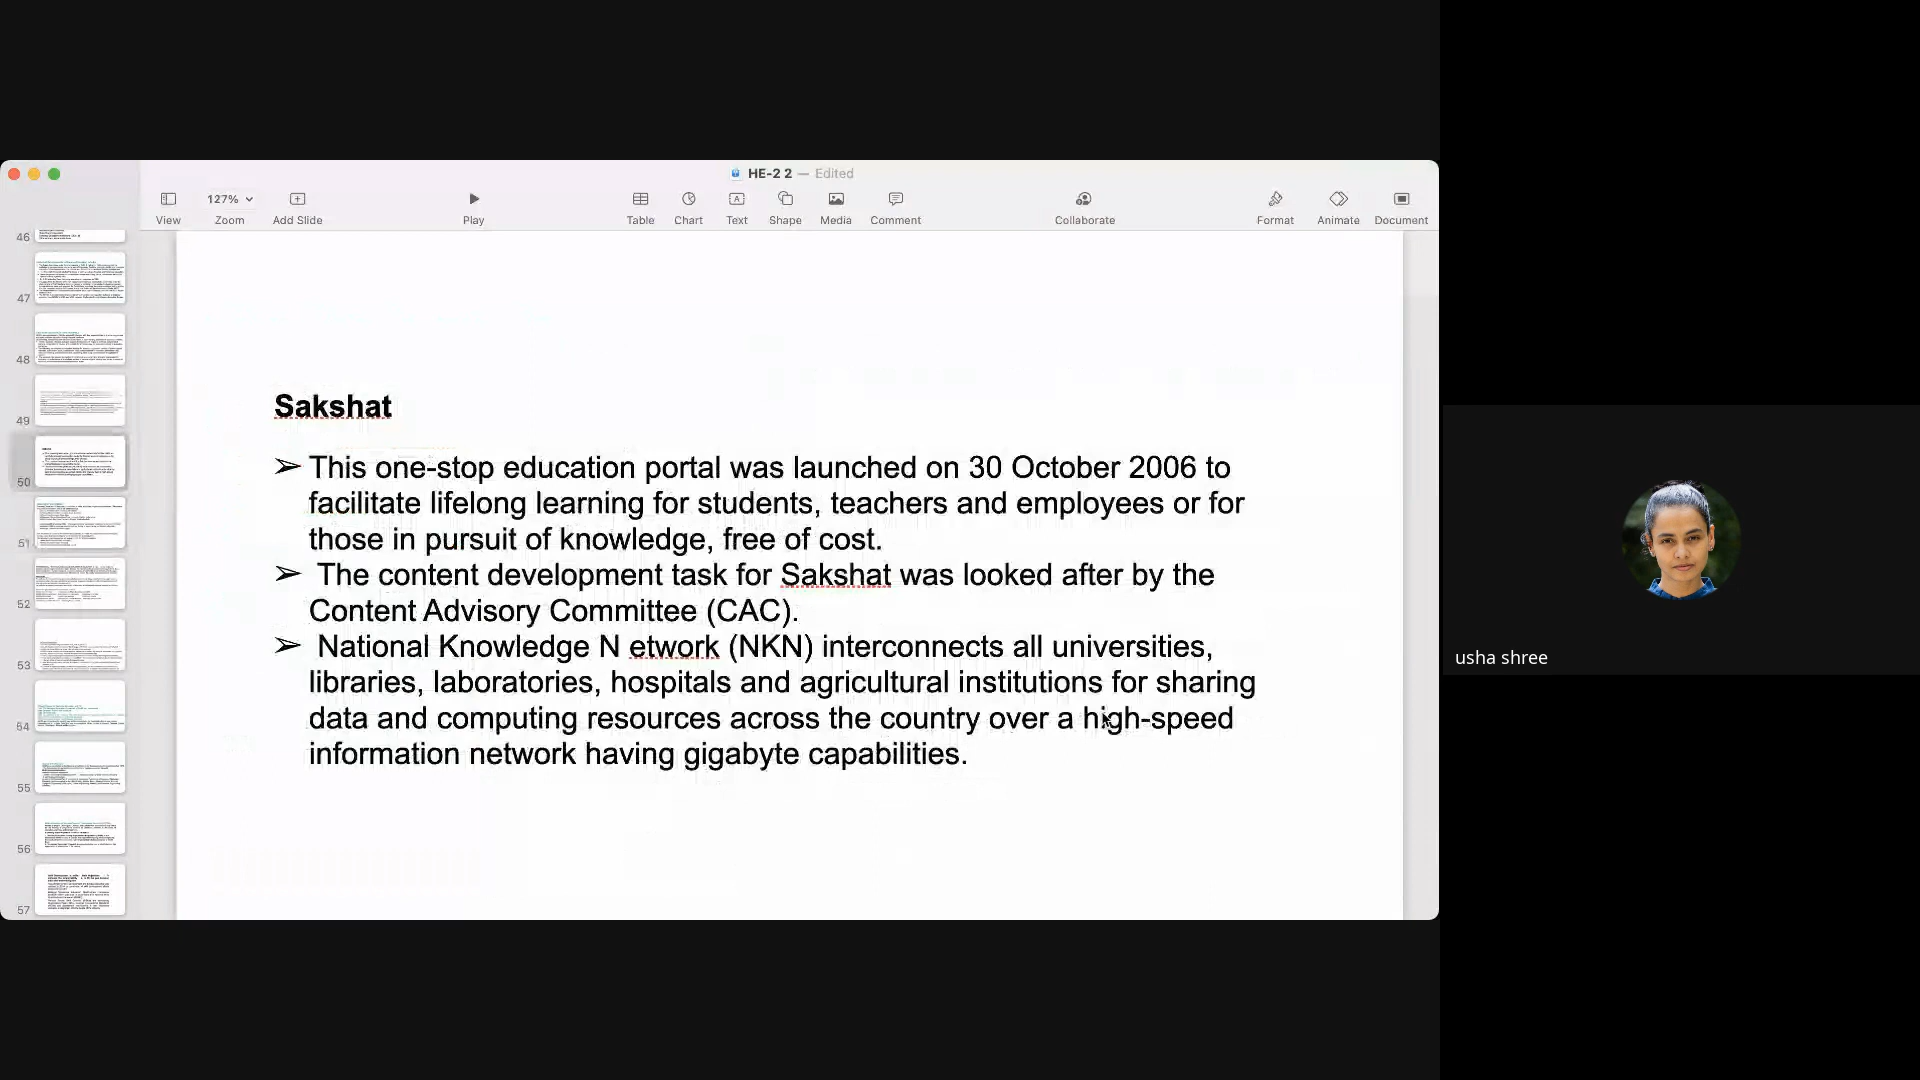 HE-2 2 — Edited
127%
View
Zoom
Add Slide
Play
Table
Chart
Text
Shape
Media
Comment
Collaborate
Format
Animate
Document
46
47
48
49
50
51
52
53
54
55
56
57
Sakshat
➢ This one-stop education portal was launched on 30 October 2006 to
facilitate lifelong learning for students, teachers and employees or for
those in pursuit of knowledge, free of cost.
➢ The content development task for Sakshat was looked after by the
Content Advisory Committee (CAC).
➢ National Knowledge N etwork (NKN) interconnects all universities,
libraries, laboratories, hospitals and agricultural institutions for sharing
data and computing resources across the country over a high-speed
information network having gigabyte capabilities.
usha shree